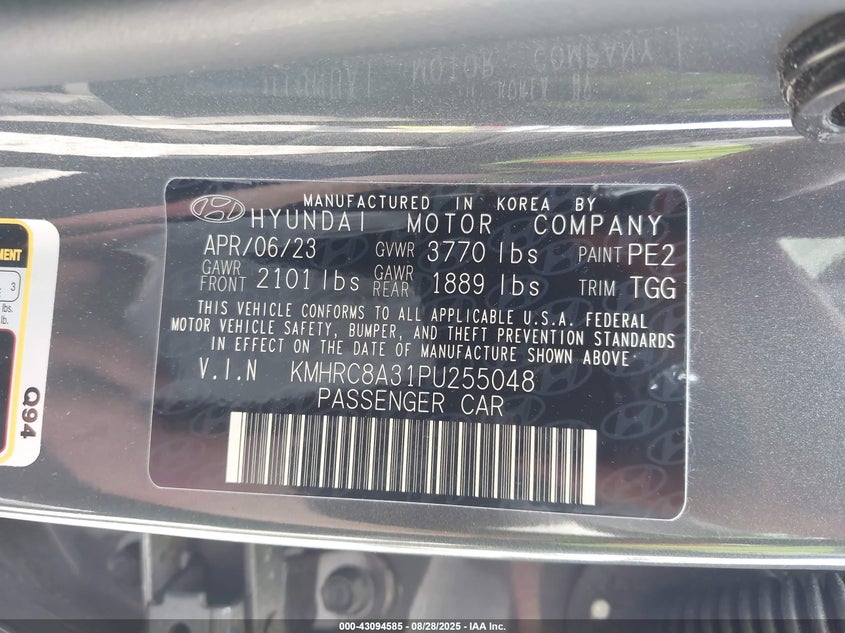 MANUFACTURED IN KOREA BY
HYUNDAI MOTOR COMPANY
APR/06/23 GVWR 3770 lbs PAINT PE2
GAWR FRONT 2101 lbs GAWR REAR 1889 lbs TRIM TGG
THIS VEHICLE CONFORMS TO ALL APPLICABLE U.S.A. FEDERAL
MOTOR VEHICLE SAFETY, BUMPER, AND THEFT PREVENTION STANDARDS
IN EFFECT ON THE DATE OF MANUFACTURE SHOWN ABOVE.
V.I.N KMHRC8A31PU255048
PASSENGER CAR
3
lbs.
lb.
Q94
000-43094585 - 08/28/2025 - IAA Inc.